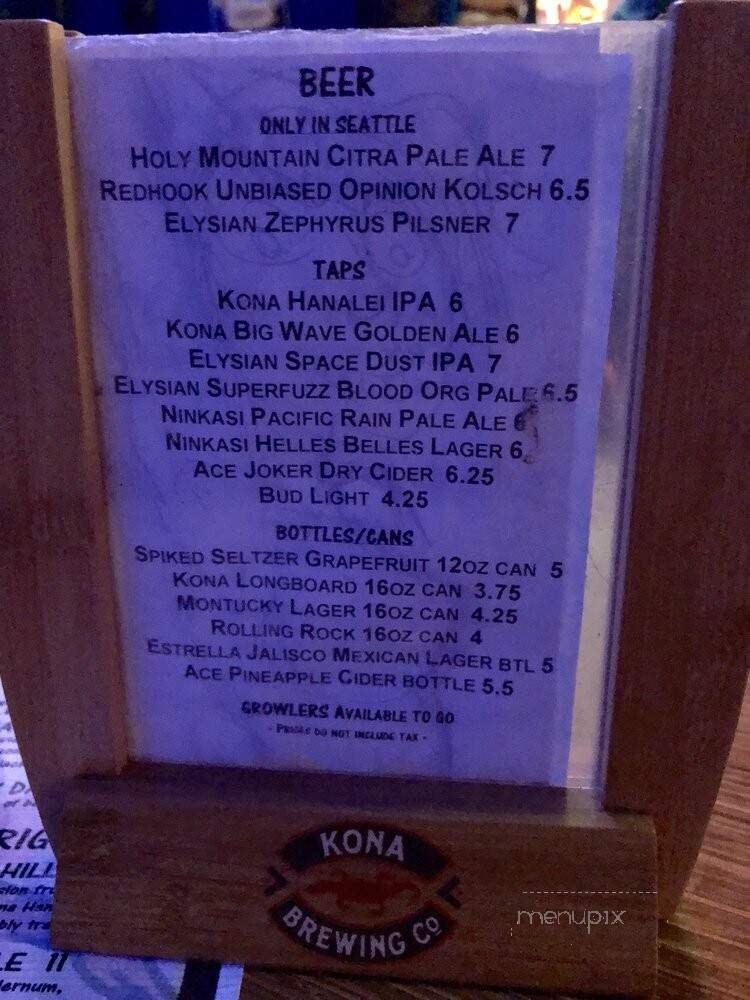 BEER
ONLY IN SEATTLE
HOLY MOUNTAIN CITRA PALE ALE 7
REDHOOK UNBIASED OPINION KOLSCH 6.5
ELYSIAN ZEPHYRUS PILSNER 7
TAPS
KONA HANALEI IPA 6
KONA BIG WAVE GOLDEN ALE 6
ELYSIAN SPACE DUST IPA 7
ELYSIAN SUPERFUZZ BLOOD ORG PALE 6.5
NINKASI PACIFIC RAIN PALE ALE 6
NINKASI HELLES BELLES LAGER 6
ACE JOKER DRY CIDER 6.25
BUD LIGHT 4.25
BOTTLES/CANS
SPIKED SELTZER GRAPEFRUIT 12OZ CAN 5
KONA LONGBOARD 16OZ CAN 3.75
MONTUCKY LAGER 16OZ CAN 4.25
ROLLING ROCK 16OZ CAN 4
ESTRELLA JALISCO MEXICAN LAGER BTL 5
ACE PINEAPPLE CIDER BOTTLE 5.5
GROWLERS AVAILABLE TO GO
- PRICES DO NOT INCLUDE TAX -
KONA
BREWING CO
menupix
RIG
HILL
E 11